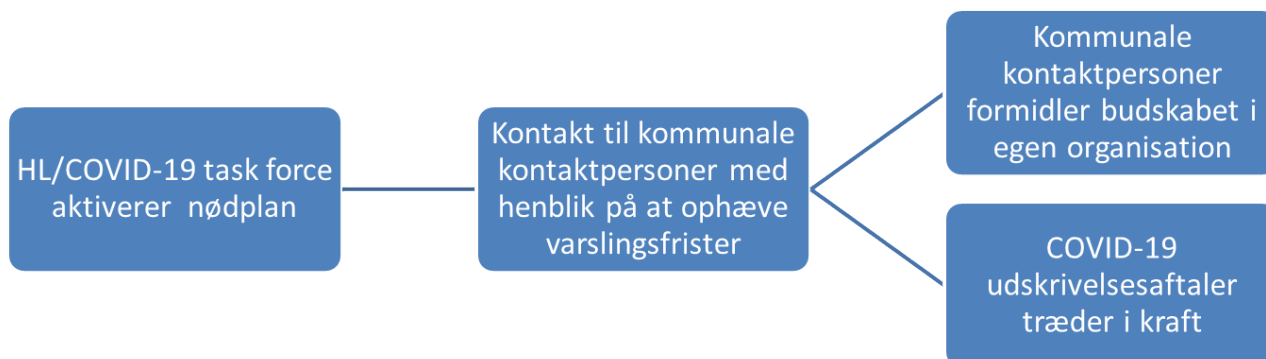 HL/COVID-19 task force
aktiverer nødplan
Kontakt til kommunale
kontaktpersoner med
henblik på at ophæve
varslingsfrister
Kommunale
kontaktpersoner
formidler budskabet i
egen organisation
COVID-19
udskrivelsesaftaler
træder i kraft